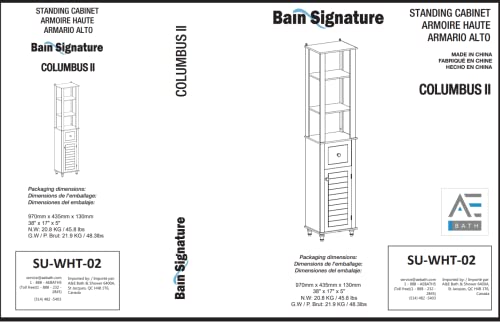 STANDING CABINET
ARMOIRE HAUTE
ARMARIO ALTO
Bain Signature
COLUMBUS II
Packaging dimensions:
Dimensions de l'emballage:
Dimensiones del embalaje:
970mm x 435mm x 130mm
38" x 17" x 5"
N.W: 20.8 KG / 45.8 lbs
G.W / P. Brut: 21.9 KG / 48.3lbs
SU-WHT-02
service@aebath.com
1 - 888 - AEBATHS
(Toll free)(1 - 888 - 232 - 2845)
(514) 482 - 5403
Imported by: / Importé par
A&E Bath & Shower 6400A,
St Jacques, QC H4B 1T6,
Canada
COLUMBUS II
Bain Signature
Bain Signature
Packaging dimensions:
Dimensions de l'emballage:
Dimensiones del embalaje:
970mm x 435mm x 130mm
38" x 17" x 5"
N.W: 20.8 KG / 45.8 lbs
G.W / P. Brut: 21.9 KG / 48.3lbs
STANDING CABINET
ARMOIRE HAUTE
ARMARIO ALTO
MADE IN CHINA
FABRIQUÉ EN CHINE
HECHO EN CHINA
COLUMBUS II
AE
BATH
SU-WHT-02
service@aebath.com
1 - 888 - AEBATHS
(Toll free)(1 - 888 - 232 - 2845)
(514) 482 - 5403
Imported by: / Importé par
A&E Bath & Shower 6400A,
St Jacques, QC H4B 1T6,
Canada